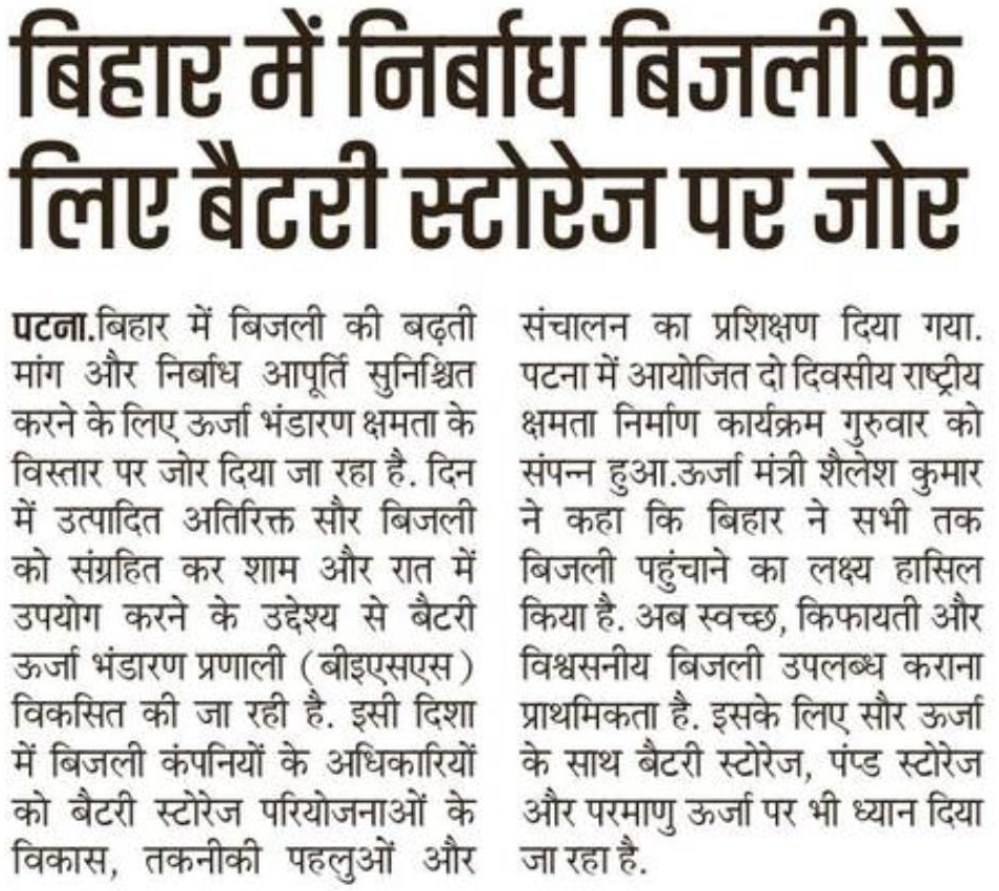 बिहार में निर्बाध बिजली के
लिए बैटरी स्टोरेज पर जोर
पटना.बिहार में बिजली की बढ़ती
मांग और निर्बाध आपूर्ति सुनिश्चित
करने के लिए ऊर्जा भंडारण क्षमता के
विस्तार पर जोर दिया जा रहा है. दिन
में उत्पादित अतिरिक्त सौर बिजली
को संग्रहित कर शाम और रात में
उपयोग करने के उद्देश्य से बैटरी
ऊर्जा भंडारण प्रणाली (बीइएसएस)
विकसित की जा रही है. इसी दिशा
में बिजली कंपनियों के अधिकारियों
को बैटरी स्टोरेज परियोजनाओं के
विकास, तकनीकी पहलुओं और
संचालन का प्रशिक्षण दिया गया.
पटना में आयोजित दो दिवसीय राष्ट्रीय
क्षमता निर्माण कार्यक्रम गुरुवार को
संपन्न हुआ.ऊर्जा मंत्री शैलेश कुमार
ने कहा कि बिहार ने सभी तक
बिजली पहुंचाने का लक्ष्य हासिल
किया है. अब स्वच्छ, किफायती और
विश्वसनीय बिजली उपलब्ध कराना
प्राथमिकता है. इसके लिए सौर ऊर्जा
के साथ बैटरी स्टोरेज, पंप्ड स्टोरेज
और परमाणु ऊर्जा पर भी ध्यान दिया
जा रहा है.